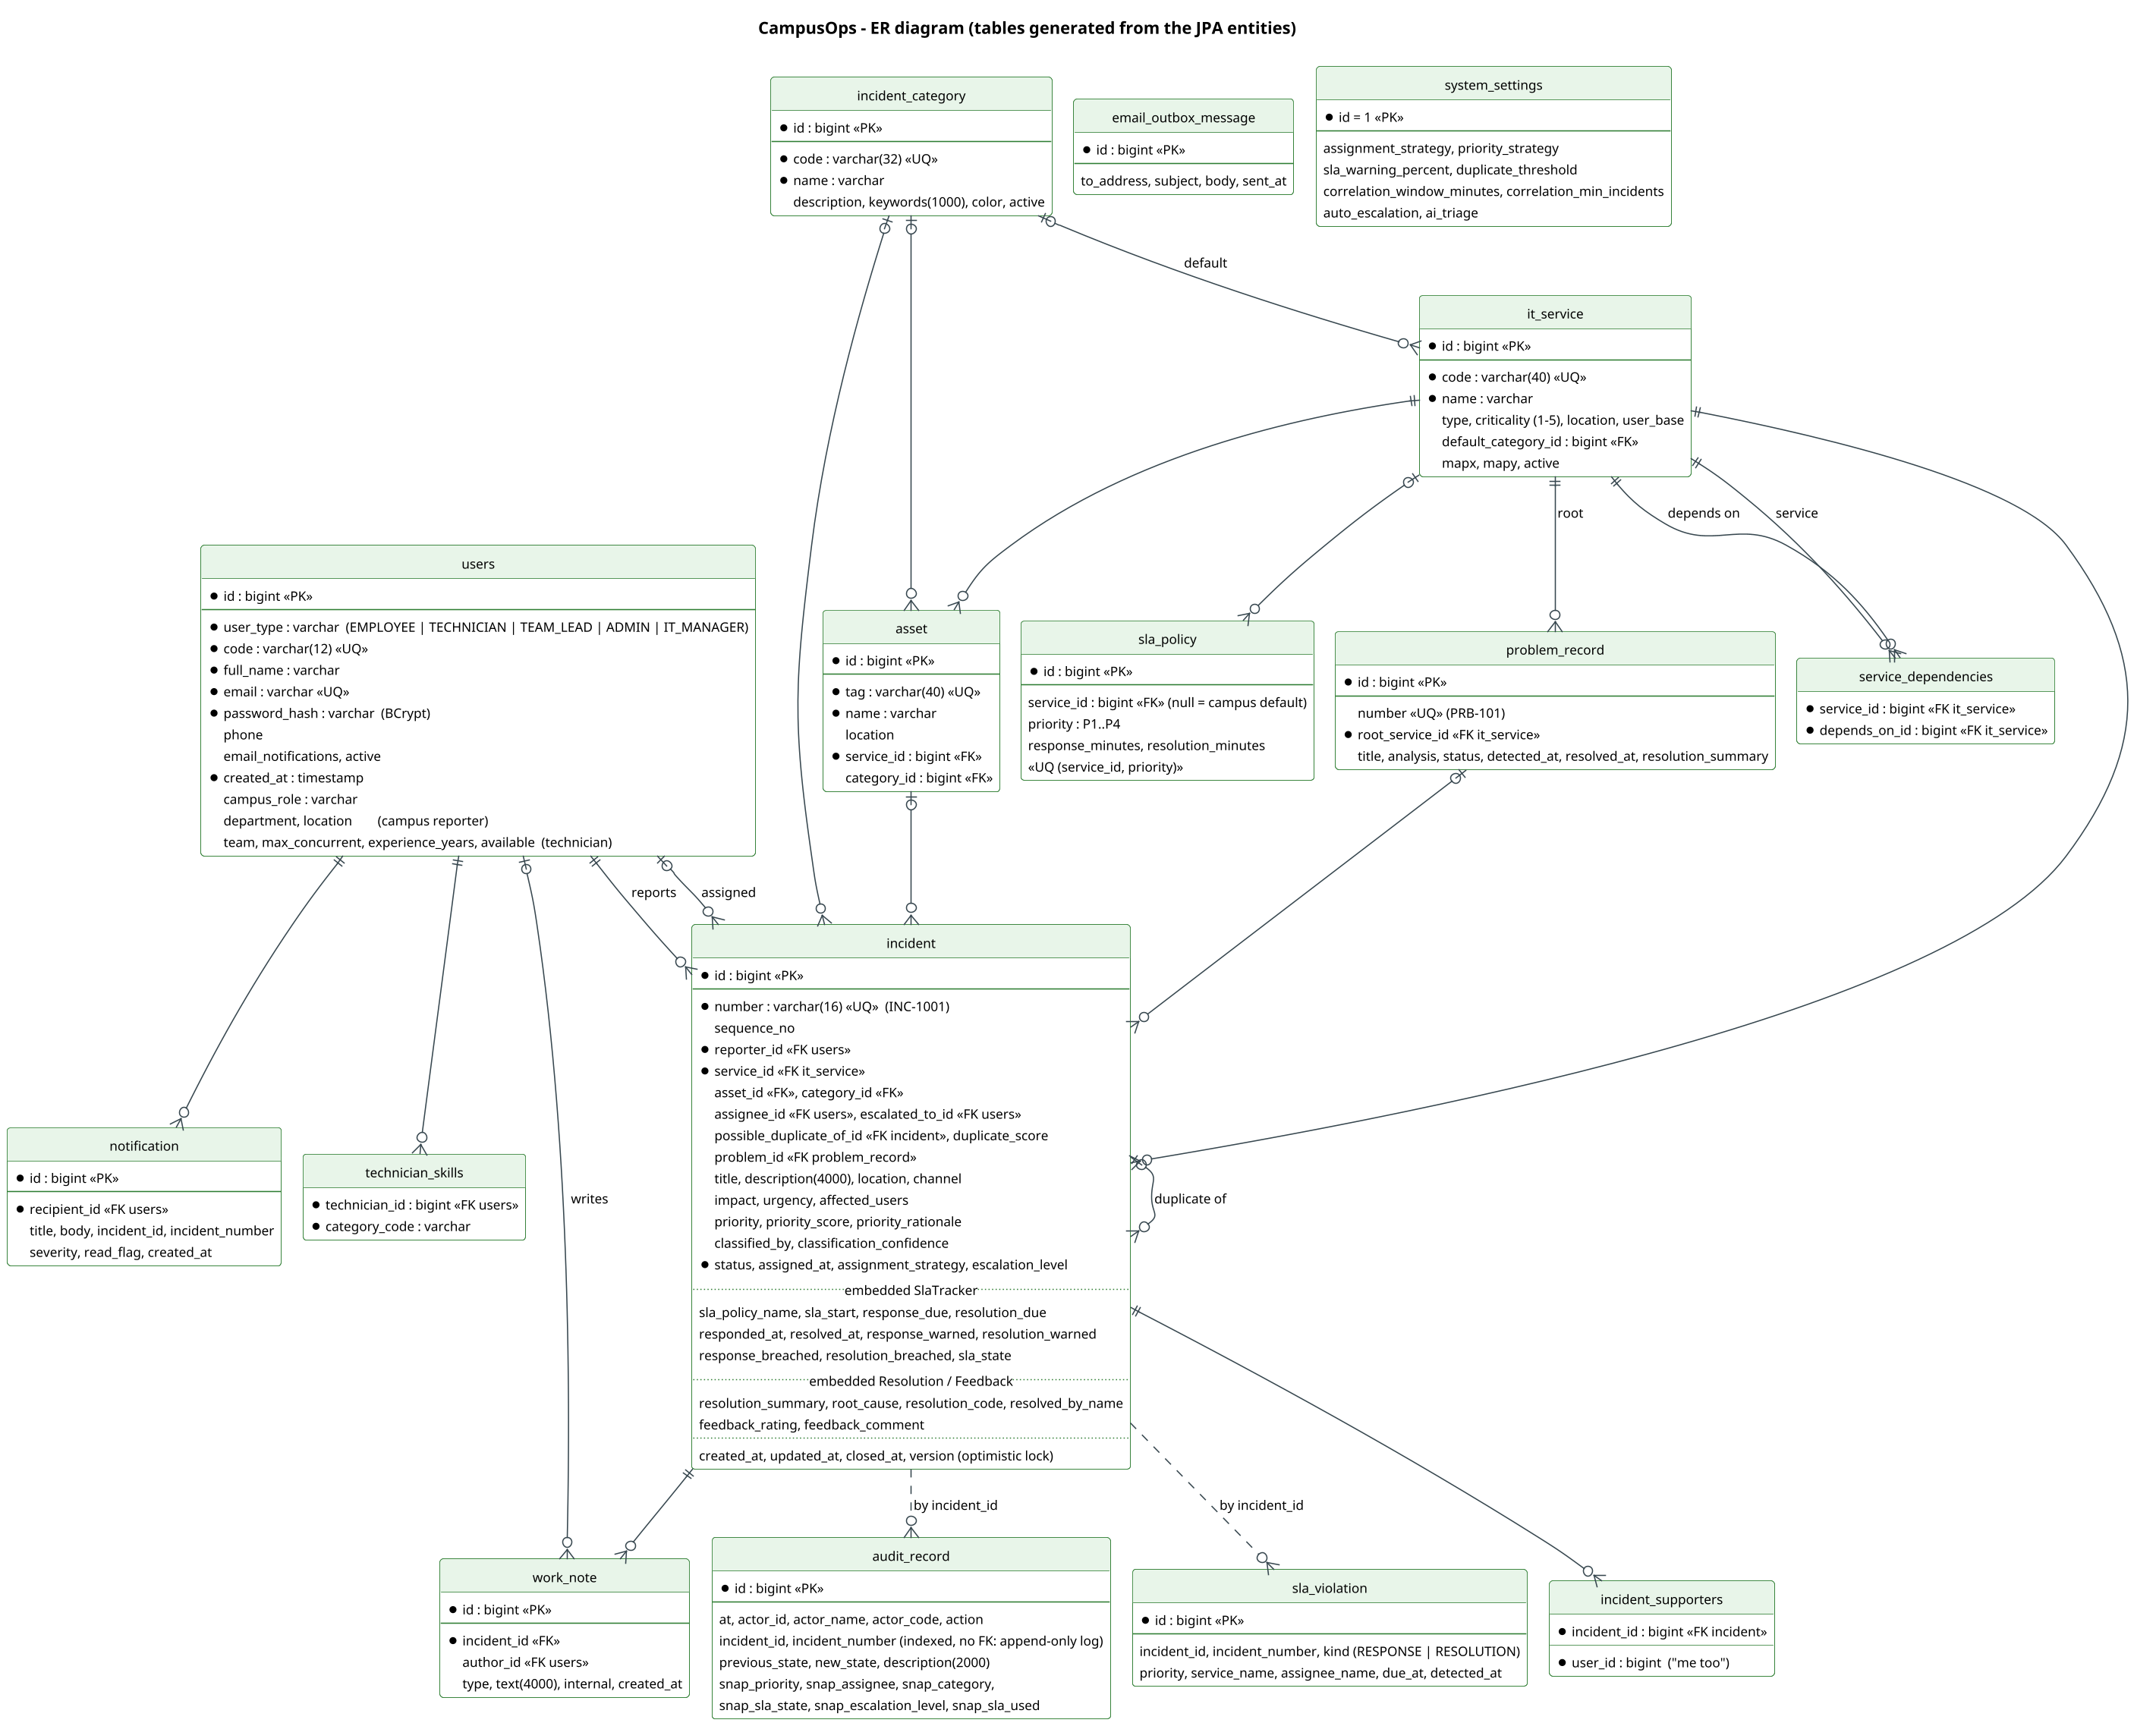 CampusOps - ER diagram (tables generated from the JPA entities)
incident_category
id : bigint «PK»
code : varchar(32) «UQ»
name : varchar
description, keywords(1000), color, active
email_outbox_message
id : bigint «PK»
to_address, subject, body, sent_at
system_settings
id = 1 «PK»
assignment_strategy, priority_strategy
sla_warning_percent, duplicate_threshold
correlation_window_minutes, correlation_min_incidents
auto_escalation, ai_triage
default
it_service
id : bigint «PK»
code : varchar(40) «UQ»
name : varchar
type, criticality (1-5), location, user_base
default_category_id : bigint «FK»
mapx, mapy, active
root
depends on
service
users
id : bigint «PK»
user_type : varchar (EMPLOYEE | TECHNICIAN | TEAM_LEAD | ADMIN | IT_MANAGER)
code : varchar(12) «UQ»
full_name : varchar
email : varchar «UQ»
password_hash : varchar (BCrypt)
phone
email_notifications, active
created_at : timestamp
campus_role : varchar
department, location (campus reporter)
team, max_concurrent, experience_years, available (technician)
asset
id : bigint «PK»
tag : varchar(40) «UQ»
name : varchar
location
service_id : bigint «FK»
category_id : bigint «FK»
sla_policy
id : bigint «PK»
service_id : bigint «FK» (null = campus default)
priority : P1..P4
response_minutes, resolution_minutes
«UQ (service_id, priority)»
problem_record
id : bigint «PK»
number «UQ» (PRB-101)
root_service_id «FK it_service»
title, analysis, status, detected_at, resolved_at, resolution_summary
service_dependencies
service_id : bigint «FK it_service»
depends_on_id : bigint «FK it_service»
reports
assigned
incident
id : bigint «PK»
number : varchar(16) «UQ» (INC-1001)
sequence_no
reporter_id «FK users»
service_id «FK it_service»
asset_id «FK», category_id «FK»
assignee_id «FK users», escalated_to_id «FK users»
possible_duplicate_of_id «FK incident», duplicate_score
problem_id «FK problem_record»
title, description(4000), location, channel
impact, urgency, affected_users
priority, priority_score, priority_rationale
classified_by, classification_confidence
status, assigned_at, assignment_strategy, escalation_level
embedded SlaTracker
sla_policy_name, sla_start, response_due, resolution_due
responded_at, resolved_at, response_warned, resolution_warned
response_breached, resolution_breached, sla_state
embedded Resolution / Feedback
resolution_summary, root_cause, resolution_code, resolved_by_name
feedback_rating, feedback_comment
created_at, updated_at, closed_at, version (optimistic lock)
duplicate of
notification
id : bigint «PK»
recipient_id «FK users»
title, body, incident_id, incident_number
severity, read_flag, created_at
technician_skills
technician_id : bigint «FK users»
category_code : varchar
writes
by incident_id
by incident_id
work_note
id : bigint «PK»
incident_id «FK»
author_id «FK users»
type, text(4000), internal, created_at
audit_record
id : bigint «PK»
at, actor_id, actor_name, actor_code, action
incident_id, incident_number (indexed, no FK: append-only log)
previous_state, new_state, description(2000)
snap_priority, snap_assignee, snap_category,
snap_sla_state, snap_escalation_level, snap_sla_used
sla_violation
id : bigint «PK»
incident_id, incident_number, kind (RESPONSE | RESOLUTION)
priority, service_name, assignee_name, due_at, detected_at
incident_supporters
incident_id : bigint «FK incident»
user_id : bigint ("me too")